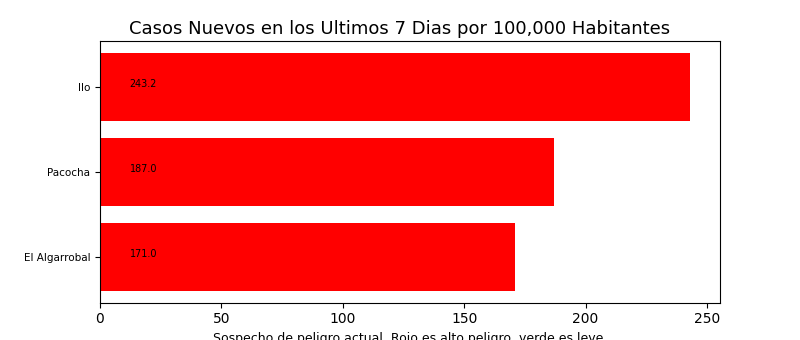 Casos Nuevos en los Ultimos 7 Dias por 100,000 Habitantes
Ilo
243.2
Pacocha
187.0
El Algarrobal
171.0
0 50 100 150 200 250
Sospecho de peligro actual. Rojo es alto peligro, verde es leve